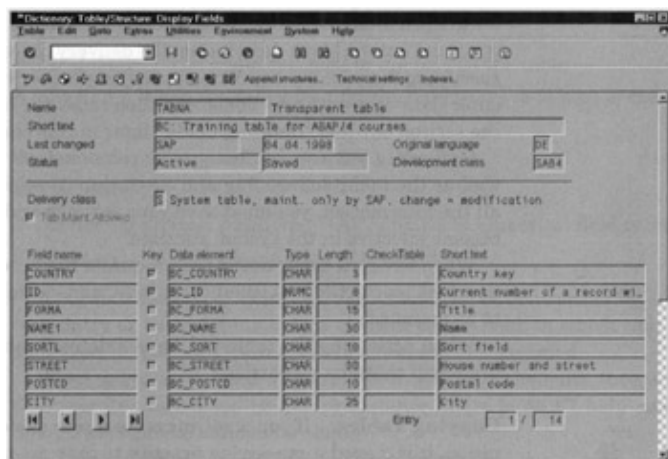 Dictionary: Table/Structure: Display Fields
Table Edit Goto Extras Utilities Environment System Help
Append structures... Technical settings Indexes...
Name TABNA Transparent table
Short text BC: Training table for ABAP/4 courses
Last changed SAP 04.04.1998 Original language DE
Status Active Saved Development class SAB4
Delivery class S System table, maint. only by SAP, change = modification
Tab.Maint.Allowed
Field name Key Data element Type Length CheckTable Short text
COUNTRY BC_COUNTRY CHAR 3 Country key
ID BC_ID NUMC 8 Current number of a record wi...
FORMA BC_FORMA CHAR 15 Title
NAME1 BC_NAME CHAR 30 Name
SORTL BC_SORT CHAR 10 Sort field
STREET BC_STREET CHAR 30 House number and street
POSTCD BC_POSTCD CHAR 10 Postal code
CITY BC_CITY CHAR 25 City
Entry 1 / 14